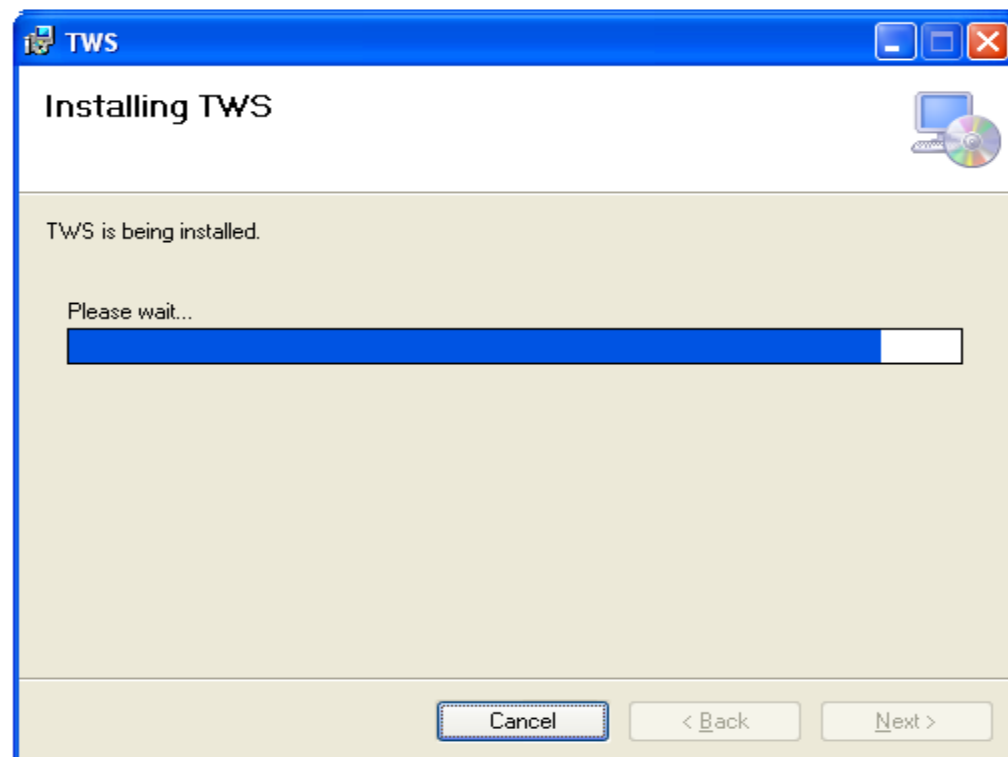 TWS
Installing TWS
TWS is being installed.
Please wait...
Cancel
< Back
Next >